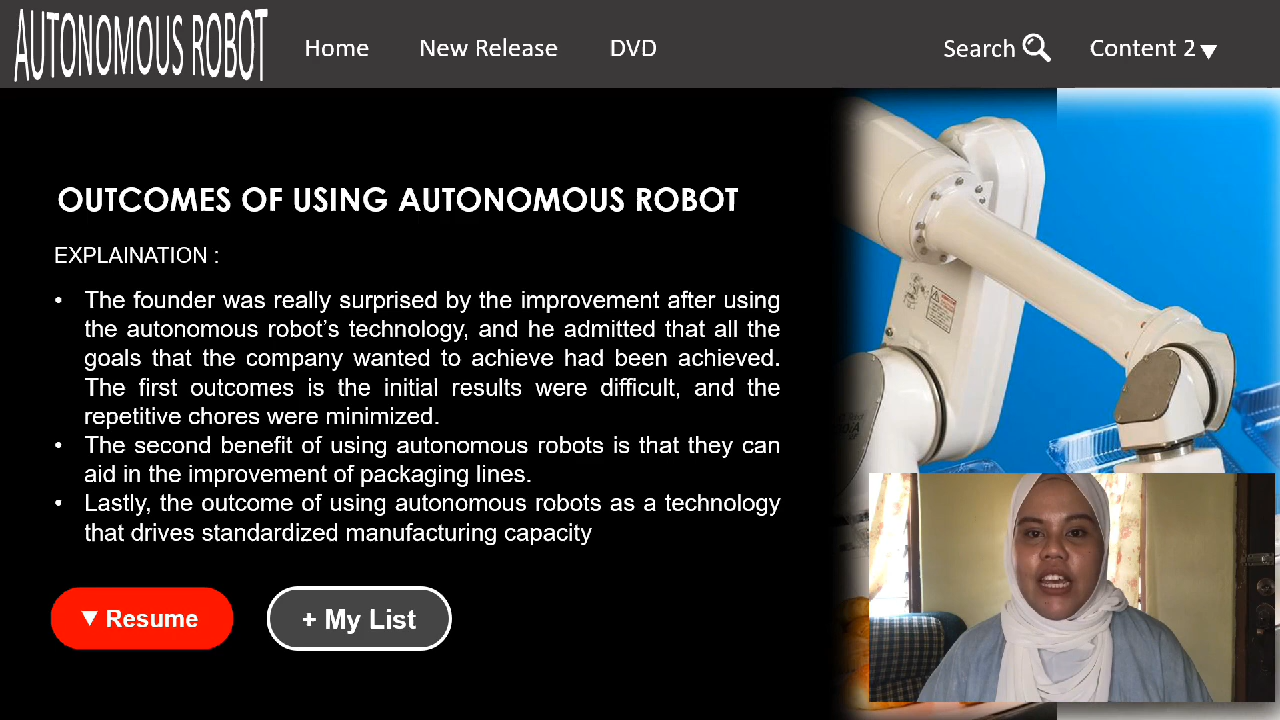 AUTONOMOUS ROBOT
Home
New Release
DVD
Search
Content 2
OUTCOMES OF USING AUTONOMOUS ROBOT
EXPLAINATION :
• The founder was really surprised by the improvement after using
the autonomous robot’s technology, and he admitted that all the
goals that the company wanted to achieve had been achieved.
The first outcomes is the initial results were difficult, and the
repetitive chores were minimized.
• The second benefit of using autonomous robots is that they can
aid in the improvement of packaging lines.
• Lastly, the outcome of using autonomous robots as a technology
that drives standardized manufacturing capacity
Resume
+ My List